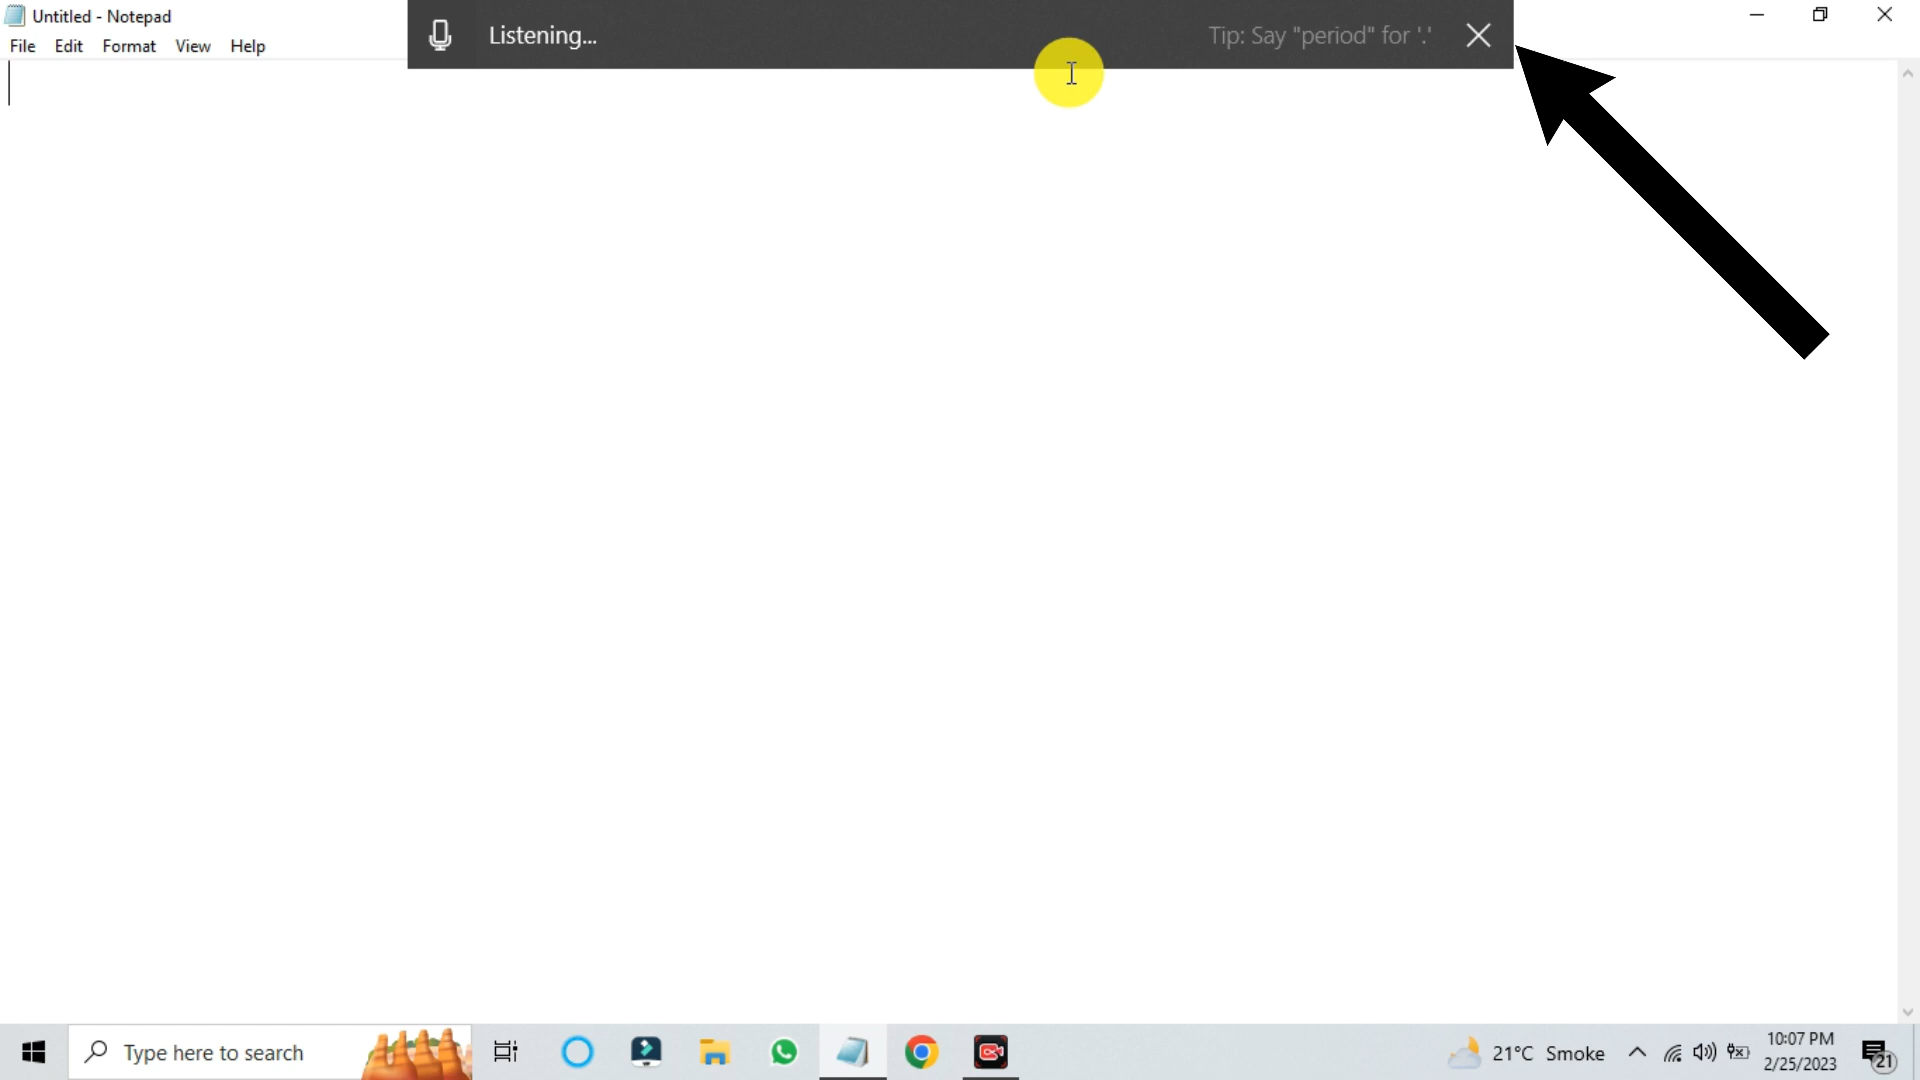 Untitled - Notepad
File Edit Format View Help
Listening...
Tip: Say "period" for '.'
Type here to search
21°C Smoke
10:07 PM
2/25/2023
21